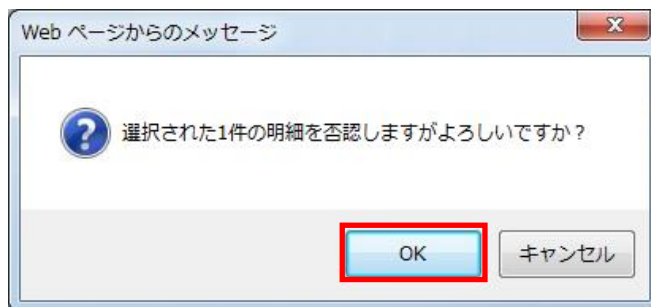 Web ページからのメッセージ
選択された1件の明細を否認しますがよろしいですか？
OK
キャンセル